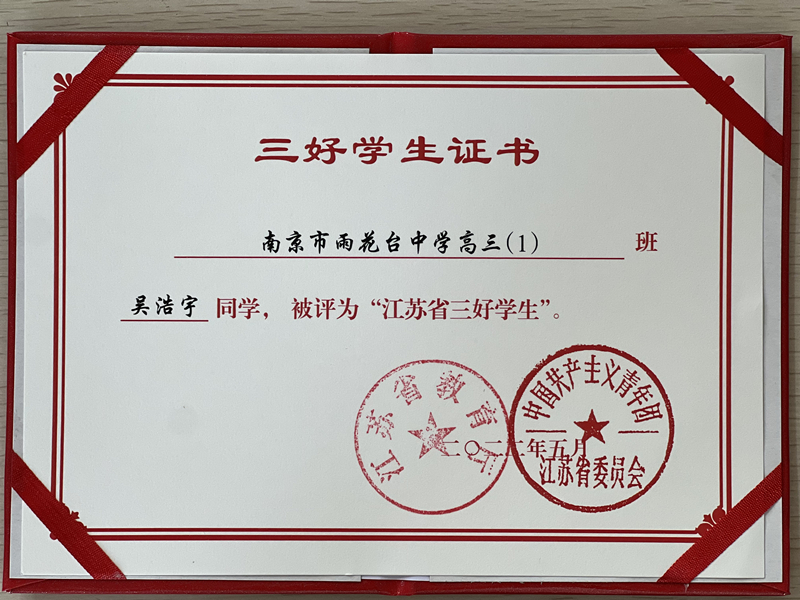 三好学生证书
南京市雨花台中学高三(1) 班
吴浩宇 同学， 被评为“江苏省三好学生”。
江苏省教育厅
中国共产主义青年团
江苏省委员会
二〇二二年五月